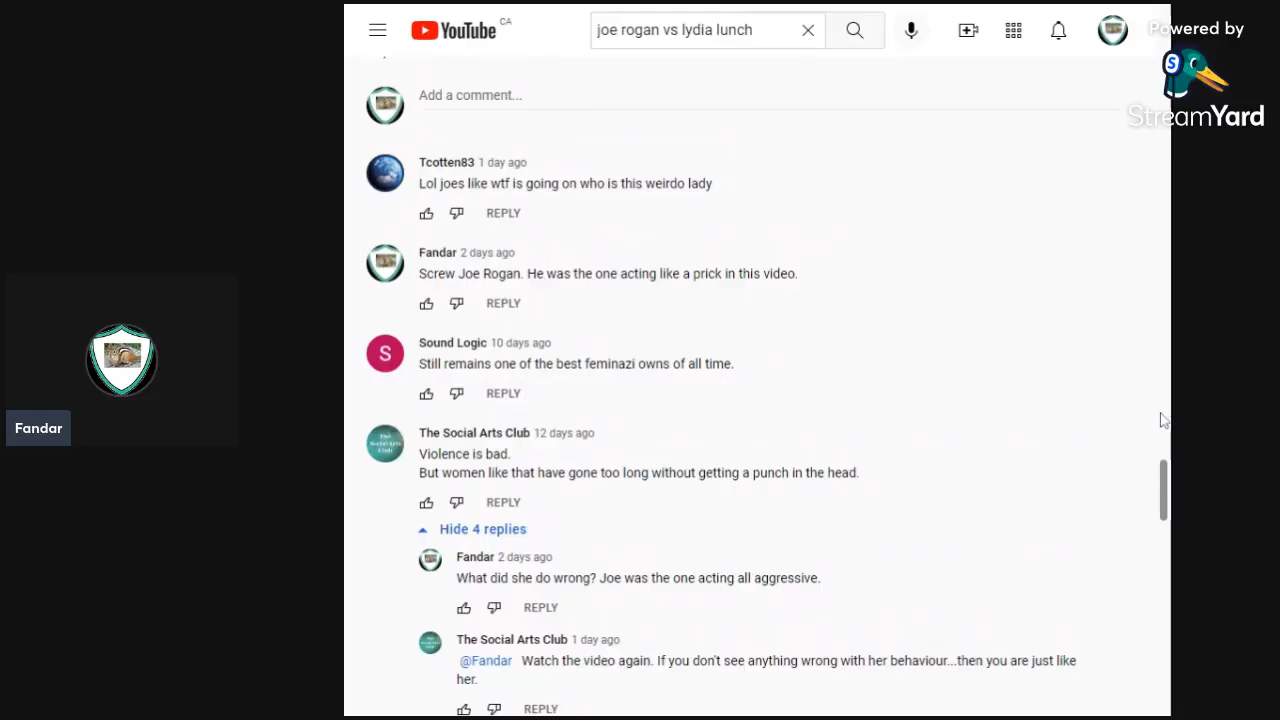 YouTube CA
joe rogan vs lydia lunch
Powered by
StreamYard
Add a comment...
Tcotten83 1 day ago
Lol joes like wtf is going on who is this weirdo lady
REPLY
Fandar 2 days ago
Screw Joe Rogan. He was the one acting like a prick in this video.
REPLY
S
Sound Logic 10 days ago
Still remains one of the best feminazi owns of all time.
REPLY
The Social Arts Club 12 days ago
Violence is bad.
But women like that have gone too long without getting a punch in the head.
REPLY
Hide 4 replies
Fandar 2 days ago
What did she do wrong? Joe was the one acting all aggressive.
REPLY
The Social Arts Club 1 day ago
@Fandar Watch the video again. If you don't see anything wrong with her behaviour...then you are just like
her.
REPLY
Fandar